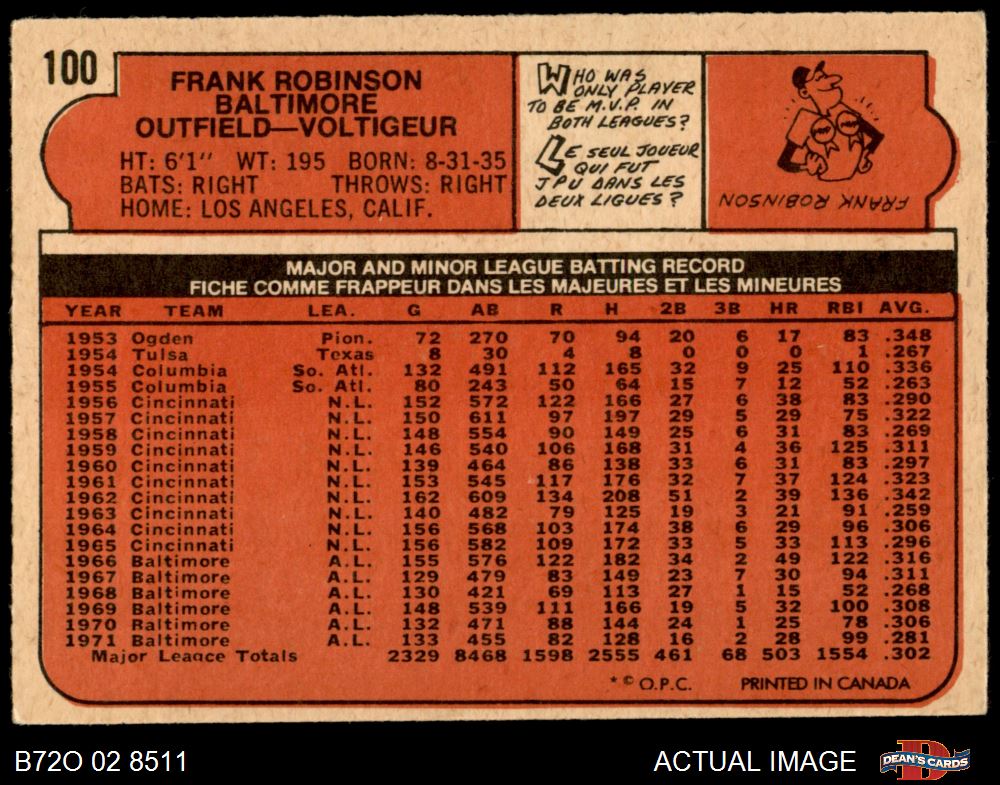 100
FRANK ROBINSON
BALTIMORE
OUTFIELD—VOLTIGEUR
HT: 6'1" WT: 195 BORN: 8-31-35
BATS: RIGHT THROWS: RIGHT
HOME: LOS ANGELES, CALIF.
WHO WAS
ONLY PLAYER
TO BE M.V.P. IN
BOTH LEAGUES?
LE SEUL JOUEUR
QUI FUT
JPU DANS LES
DEUX LIGUES?
FRANK ROBINSON
MAJOR AND MINOR LEAGUE BATTING RECORD
FICHE COMME FRAPPEUR DANS LES MAJEURES ET LES MINEURES
YEAR TEAM LEA. G AB R H 2B 3B HR RBI AVG.
1953 Ogden Pion. 72 270 70 94 20 6 17 83 .348
1954 Tulsa Texas 8 30 4 8 0 0 0 1 .267
1954 Columbia So. Atl. 132 491 112 165 32 9 25 110 .336
1955 Columbia So. Atl. 80 243 50 64 15 7 12 52 .263
1956 Cincinnati N.L. 152 572 122 166 27 6 38 83 .290
1957 Cincinnati N.L. 150 611 97 197 29 5 29 75 .322
1958 Cincinnati N.L. 148 554 90 149 25 6 31 83 .269
1959 Cincinnati N.L. 146 540 106 168 31 4 36 125 .311
1960 Cincinnati N.L. 139 464 86 138 33 6 31 83 .297
1961 Cincinnati N.L. 153 545 117 176 32 7 37 124 .323
1962 Cincinnati N.L. 162 609 134 208 51 2 39 136 .342
1963 Cincinnati N.L. 140 482 79 125 19 3 21 91 .259
1964 Cincinnati N.L. 156 568 103 174 38 6 29 96 .306
1965 Cincinnati N.L. 156 582 109 172 33 5 33 113 .296
1966 Baltimore A.L. 155 576 122 182 34 2 49 122 .316
1967 Baltimore A.L. 129 479 83 149 23 7 30 94 .311
1968 Baltimore A.L. 130 421 69 113 27 1 15 52 .268
1969 Baltimore A.L. 148 539 111 166 19 5 32 100 .308
1970 Baltimore A.L. 132 471 88 144 24 1 25 78 .306
1971 Baltimore A.L. 133 455 82 128 16 2 28 99 .281
Major Leaoce Totals 2329 8468 1598 2555 461 68 503 1554 .302
* © O.P.C. PRINTED IN CANADA
B72O 02 8511
ACTUAL IMAGE
DEAN'S CARDS